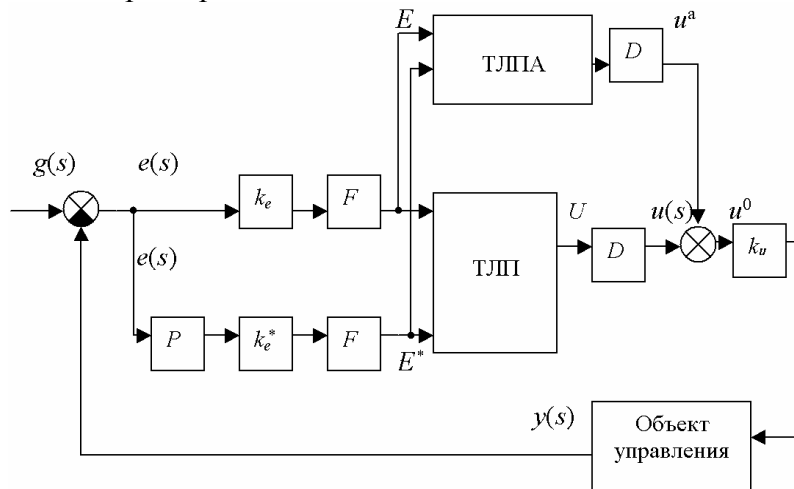 E
ТЛПА
D
u^а
g(s)
e(s)
k_e
F
U
u(s)
u^0
e(s)
ТЛП
D
k_u
P
k_e^*
F
E^*
y(s)
Объект
управления